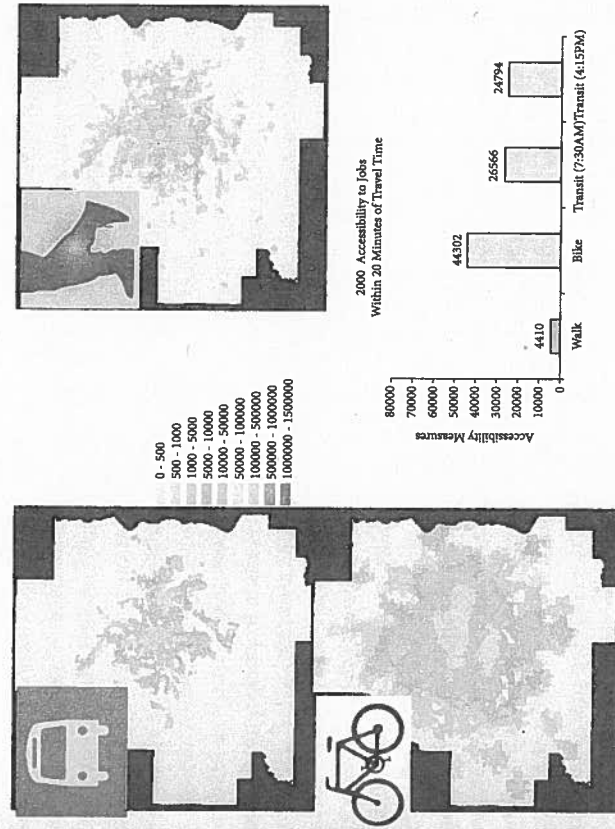 0 - 500
500 - 1000
1000 - 5000
5000 - 10000
10000 - 50000
50000 - 100000
100000 - 500000
500000 - 1000000
1000000 - 1500000
2000 Accessibility to Jobs
Within 20 Minutes of Travel Time
Accessibility Measures
80000
70000
60000
50000
40000
30000
20000
10000
0
4410
44302
26566
24794
Walk
Bike
Transit (7:30AM)
Transit (4:15PM)